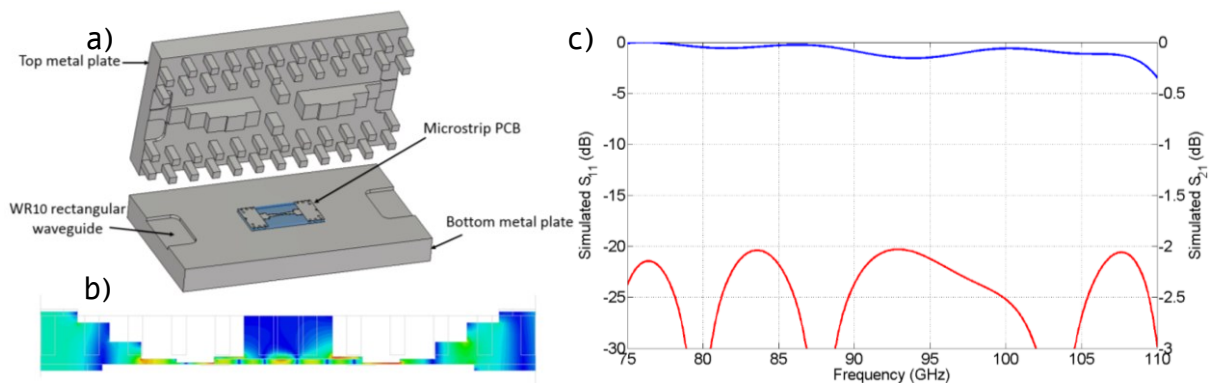 a)
Top metal plate
Microstrip PCB
WR10 rectangular
waveguide
Bottom metal plate
b)
c)
Simulated S11 (dB)
0
-5
-10
-15
-20
-25
-30
75
80
85
90
95
100
105
110
Frequency (GHz)
0
-0.5
-1
-1.5
-2
-2.5
-3
Simulated S21 (dB)